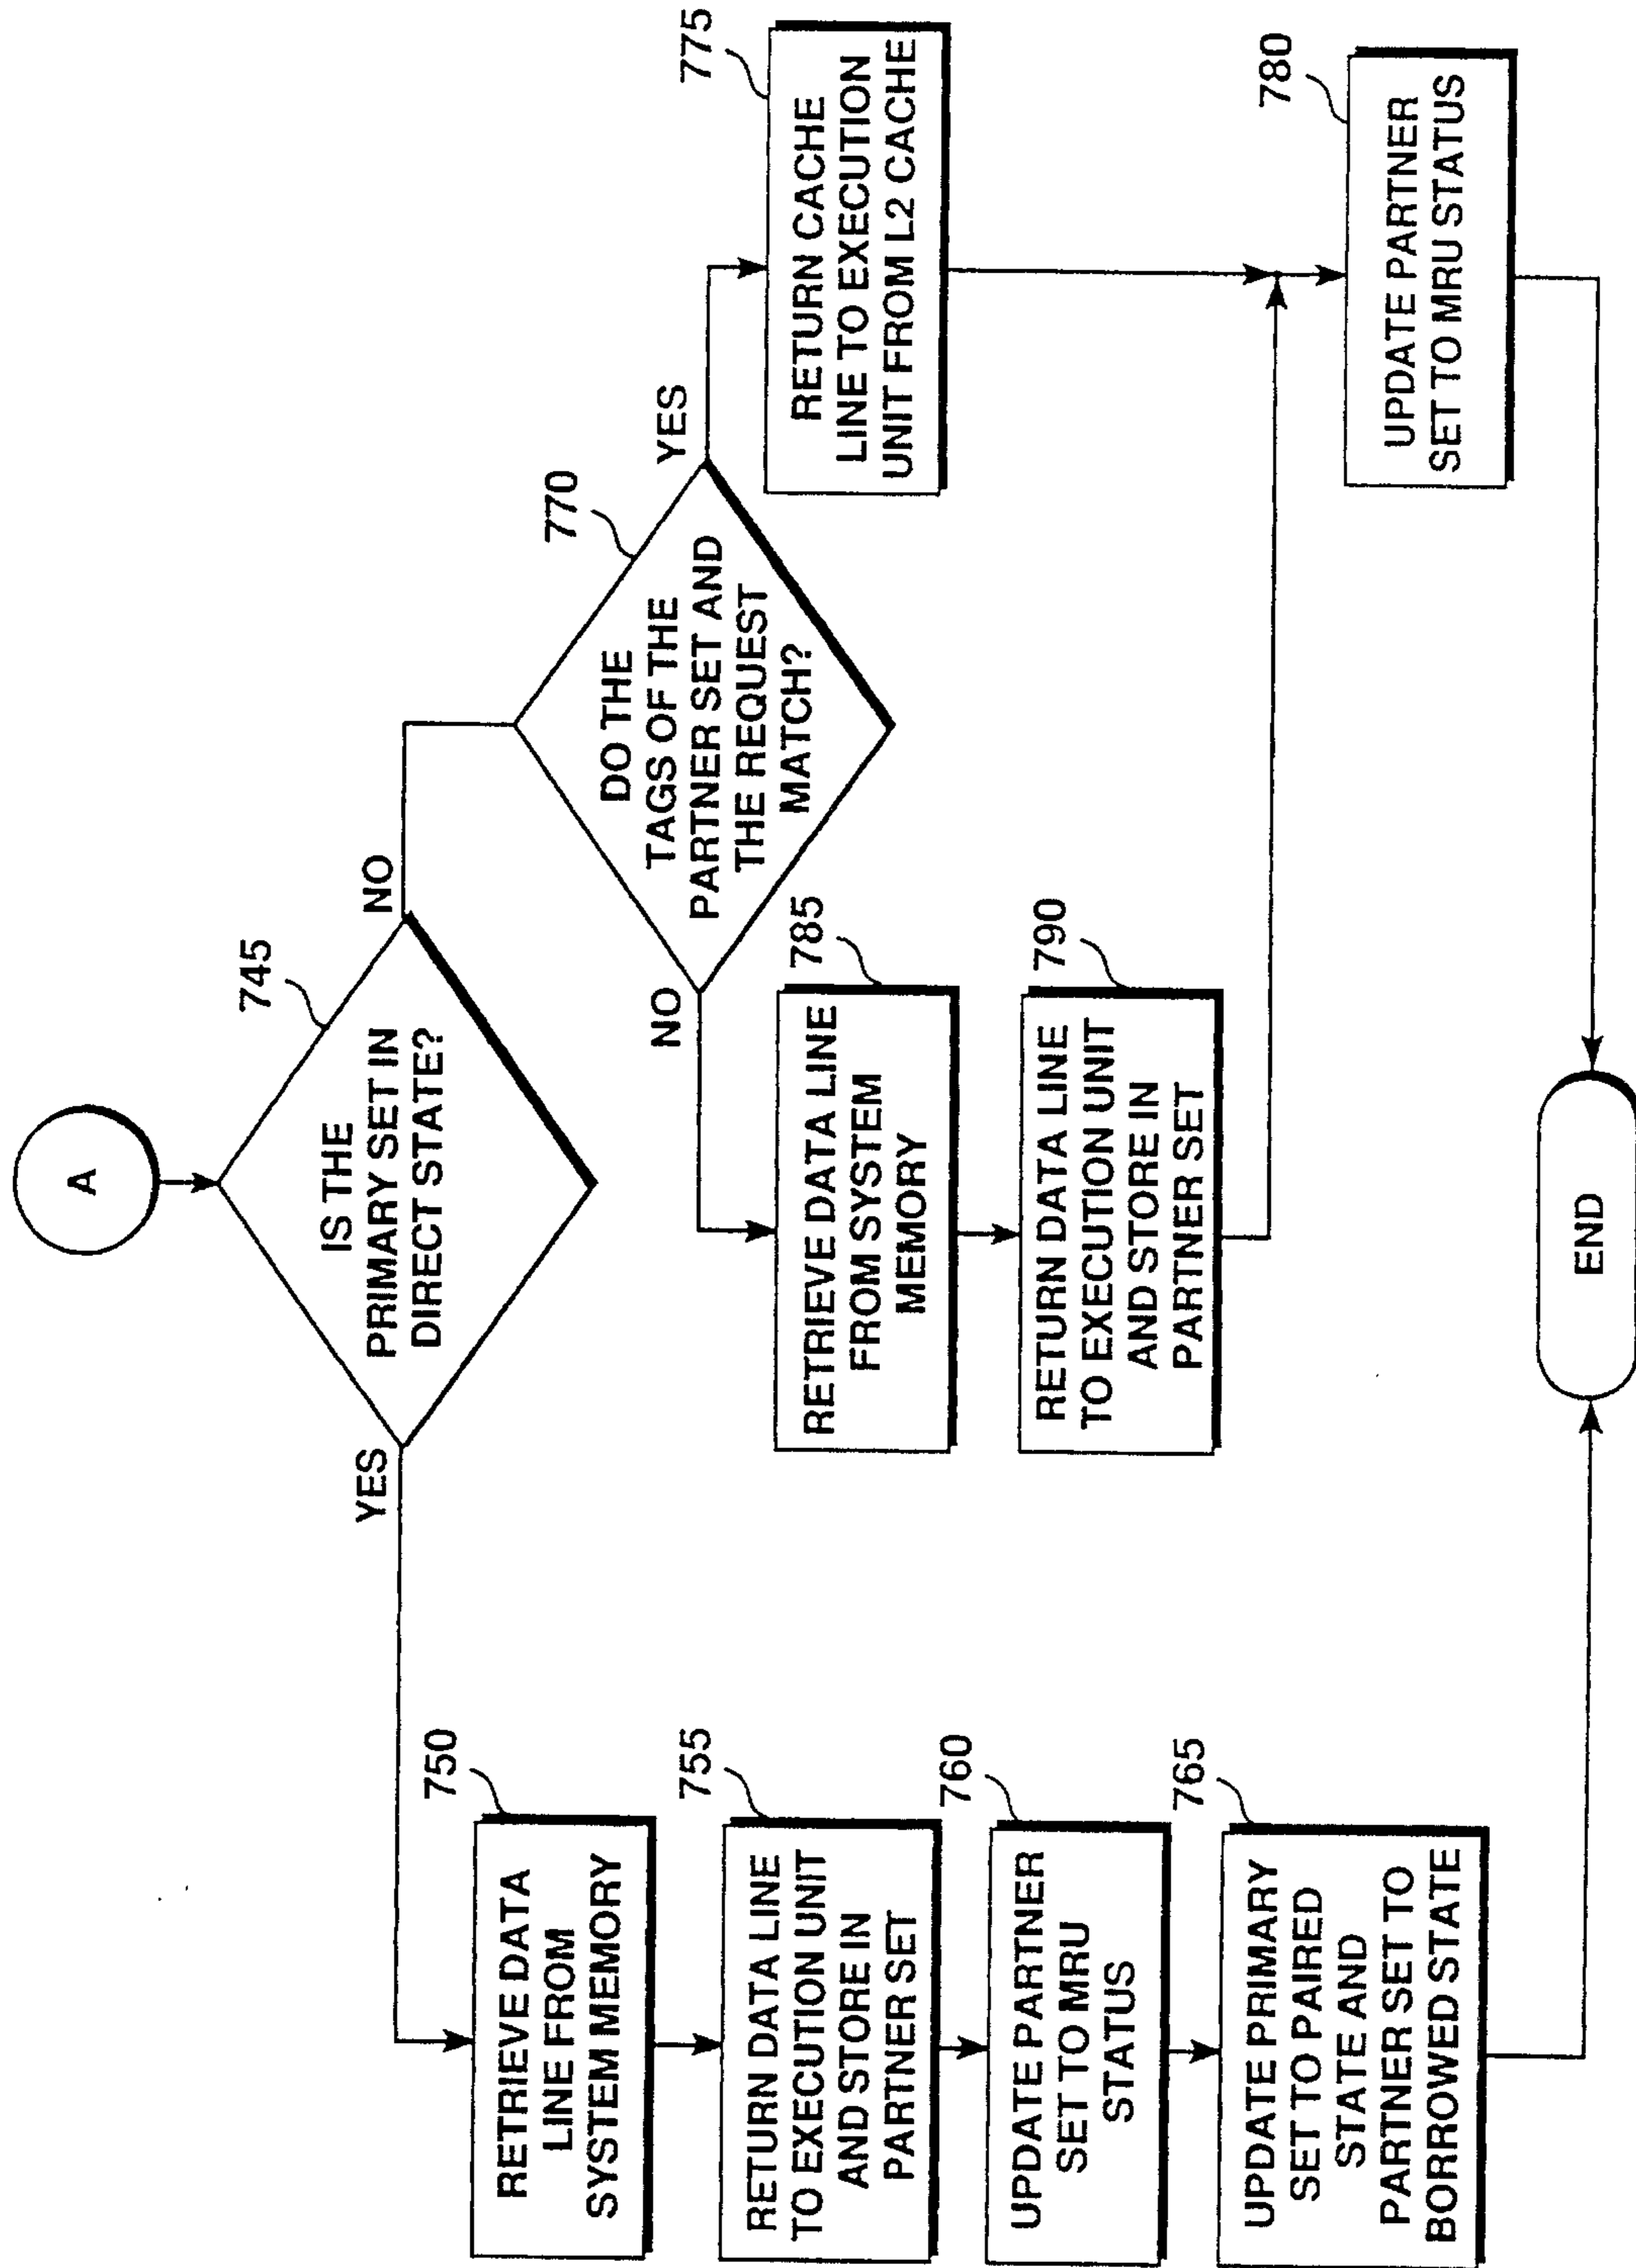 A
745
IS THE
PRIMARY SET IN
DIRECT STATE?
YES
NO
750
RETRIEVE DATA
LINE FROM
SYSTEM MEMORY
755
RETURN DATA LINE
TO EXECUTION UNIT
AND STORE IN
PARTNER SET
760
UPDATE PARTNER
SET TO MRU
STATUS
765
UPDATE PRIMARY
SET TO PAIRED
STATE AND
PARTNER SET TO
BORROWED STATE
770
DO THE
TAGS OF THE
PARTNER SET AND
THE REQUEST
MATCH?
NO
YES
785
RETRIEVE DATA LINE
FROM SYSTEM
MEMORY
790
RETURN DATA LINE
TO EXECUTION UNIT
AND STORE IN
PARTNER SET
775
RETURN CACHE
LINE TO EXECUTION
UNIT FROM L2 CACHE
780
UPDATE PARTNER
SET TO MRU STATUS
END